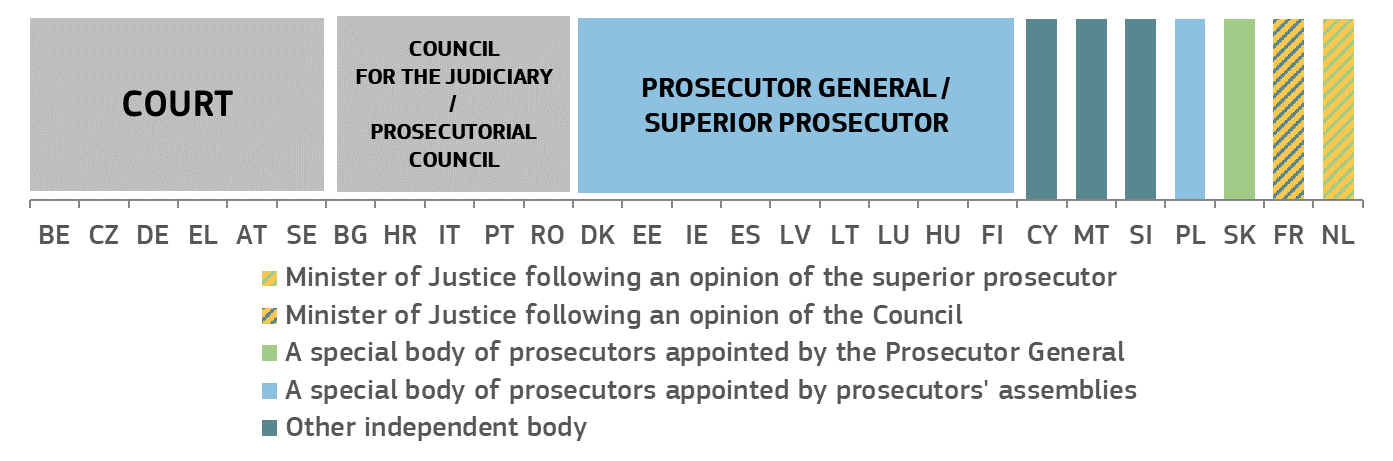 COURT
COUNCIL
FOR THE JUDICIARY
/
PROSECUTORIAL
COUNCIL
PROSECUTOR GENERAL /
SUPERIOR PROSECUTOR
BE CZ DE EL AT SE BG HR IT PT RO DK EE IE ES LV LT LU HU FI CY MT SI PL SK FR NL
Minister of Justice following an opinion of the superior prosecutor
Minister of Justice following an opinion of the Council
A special body of prosecutors appointed by the Prosecutor General
A special body of prosecutors appointed by prosecutors' assemblies
Other independent body